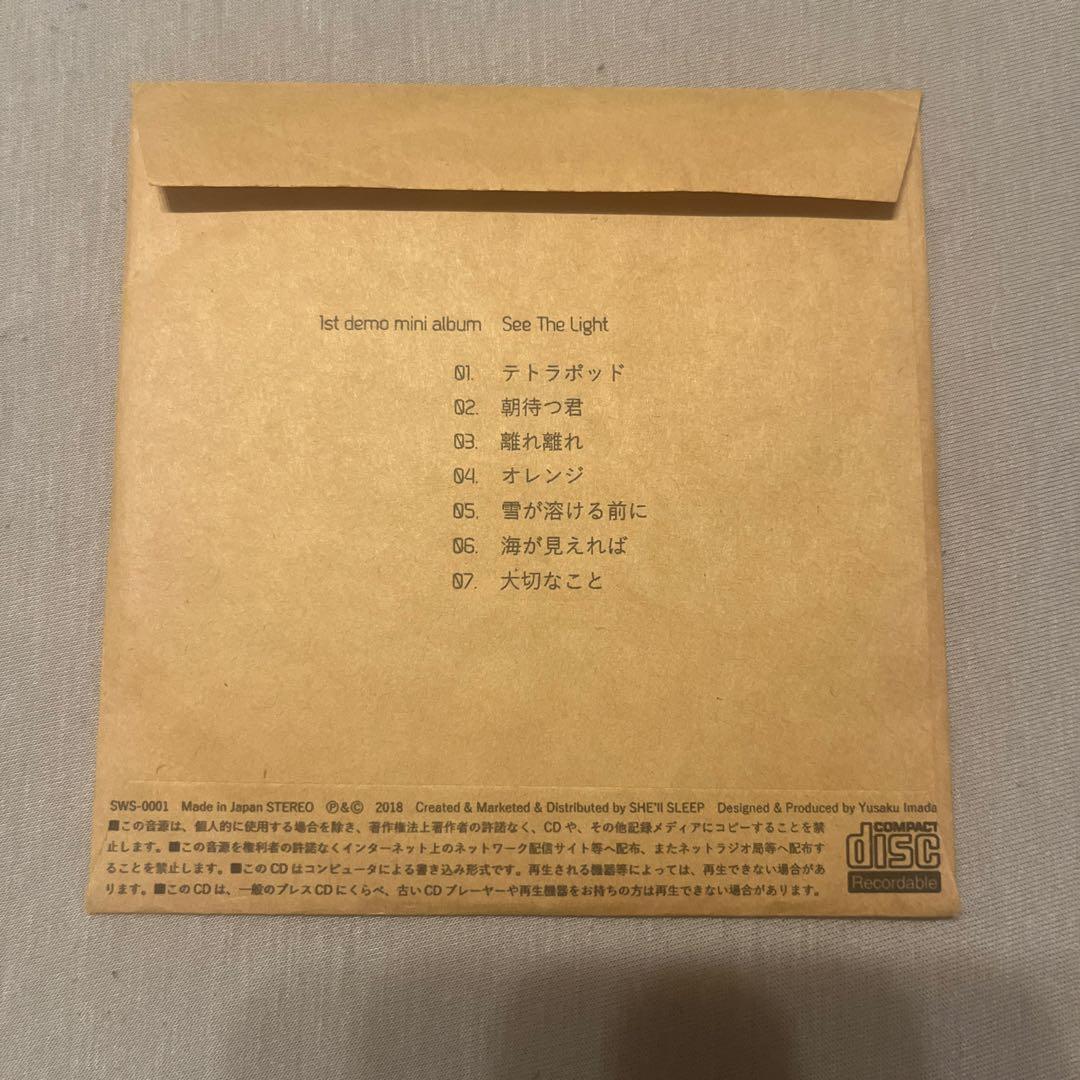 1st demo mini album See The Light
01. テトラポッド
02. 朝待つ君
03. 離れ離れ
04. オレンジ
05. 雪が溶ける前に
06. 海が見えれば
07. 大切なこと
SWS-0001 Made in Japan STEREO Ⓟ&Ⓒ 2018 Created & Marketed & Distributed by SHE'll SLEEP Designed & Produced by Yusaku Imada
■この音源は、個人的に使用する場合を除き、著作権法上著作者の許諾なく、CDや、その他記録メディアにコピーすることを禁
止します。■この音源を権利者の許諾なくインターネット上のネットワーク配信サイト等へ配布、またネットラジオ局等へ配布す
ることを禁止します。■このCDはコンピュータによる書き込み形式です。再生される機器等によっては、再生できない場合があ
ります。■このCDは、一般のプレスCDにくらべ、古いCDプレーヤーや再生機器をお持ちの方は再生できない場合があります。
COMPACT
disc
Recordable